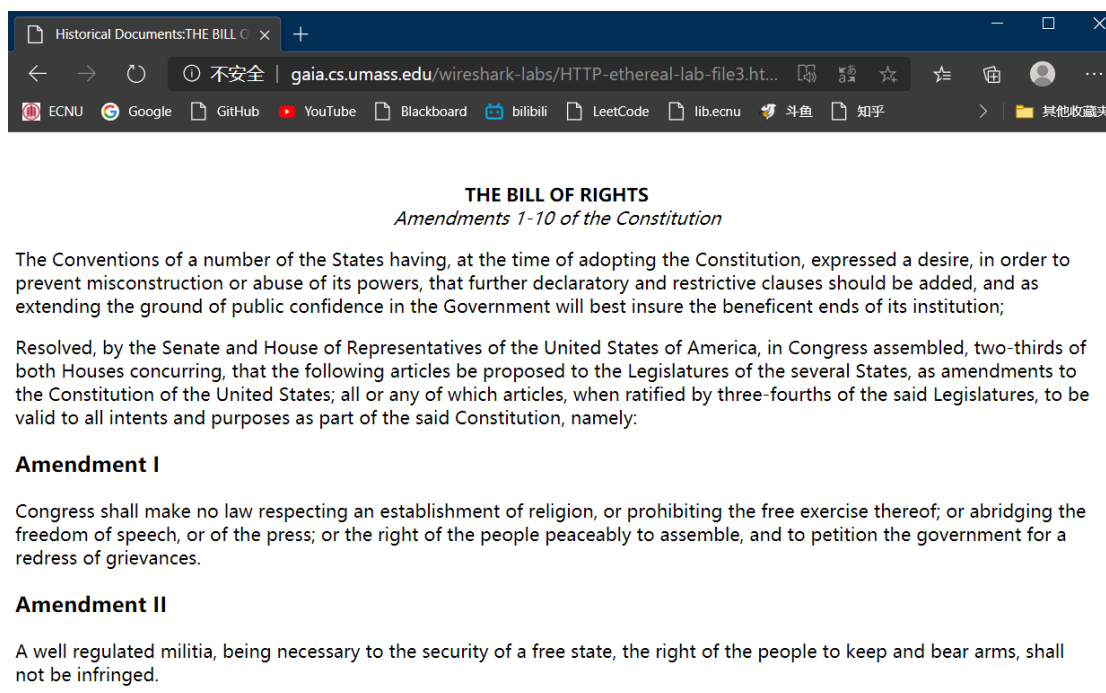 Historical Documents:THE BILL O
不安全 | gaia.cs.umass.edu/wireshark-labs/HTTP-ethereal-lab-file3.ht...
ECNU Google GitHub YouTube Blackboard bilibili LeetCode lib.ecnu 斗鱼 知乎 其他收藏夹
THE BILL OF RIGHTS
Amendments 1-10 of the Constitution
The Conventions of a number of the States having, at the time of adopting the Constitution, expressed a desire, in order to
prevent misconstruction or abuse of its powers, that further declaratory and restrictive clauses should be added, and as
extending the ground of public confidence in the Government will best insure the beneficent ends of its institution;
Resolved, by the Senate and House of Representatives of the United States of America, in Congress assembled, two-thirds of
both Houses concurring, that the following articles be proposed to the Legislatures of the several States, as amendments to
the Constitution of the United States; all or any of which articles, when ratified by three-fourths of the said Legislatures, to be
valid to all intents and purposes as part of the said Constitution, namely:
Amendment I
Congress shall make no law respecting an establishment of religion, or prohibiting the free exercise thereof; or abridging the
freedom of speech, or of the press; or the right of the people peaceably to assemble, and to petition the government for a
redress of grievances.
Amendment II
A well regulated militia, being necessary to the security of a free state, the right of the people to keep and bear arms, shall
not be infringed.